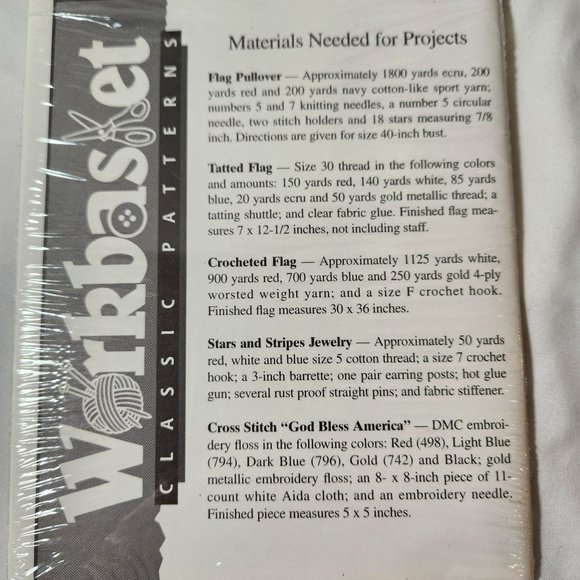 Workbasket
CLASSIC PATTERNS
Materials Needed for Projects
Flag Pullover — Approximately 1800 yards ecru, 200
yards red and 200 yards navy cotton-like sport yarn;
numbers 5 and 7 knitting needles, a number 5 circular
needle, two stitch holders and 18 stars measuring 7/8
inch. Directions are given for size 40-inch bust.
Tatted Flag — Size 30 thread in the following colors
and amounts: 150 yards red, 140 yards white, 85 yards
blue, 20 yards ecru and 50 yards gold metallic thread; a
tatting shuttle; and clear fabric glue. Finished flag mea-
sures 7 x 12-1/2 inches, not including staff.
Crocheted Flag — Approximately 1125 yards white,
900 yards red, 700 yards blue and 250 yards gold 4-ply
worsted weight yarn; and a size F crochet hook.
Finished flag measures 30 x 36 inches.
Stars and Stripes Jewelry — Approximately 50 yards
red, white and blue size 5 cotton thread; a size 7 crochet
hook; a 3-inch barrette; one pair earring posts; hot glue
gun; several rust proof straight pins; and fabric stiffener.
Cross Stitch “God Bless America” — DMC embroi-
dery floss in the following colors: Red (498), Light Blue
(794), Dark Blue (796), Gold (742) and Black; gold
metallic embroidery floss; an 8- x 8-inch piece of 11-
count white Aida cloth; and an embroidery needle.
Finished piece measures 5 x 5 inches.